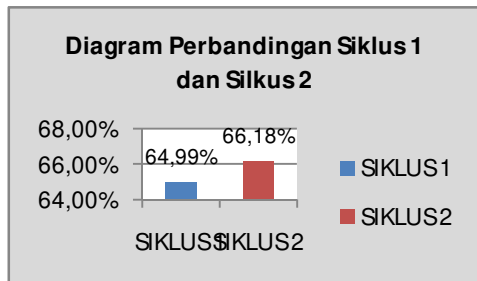 Diagram Perbandingan Siklus 1
dan Silkus 2
68,00%
66,00%
64,00%
64,99%
66,18%
SIKLUS1
SIKLUS2
SIKLUS2